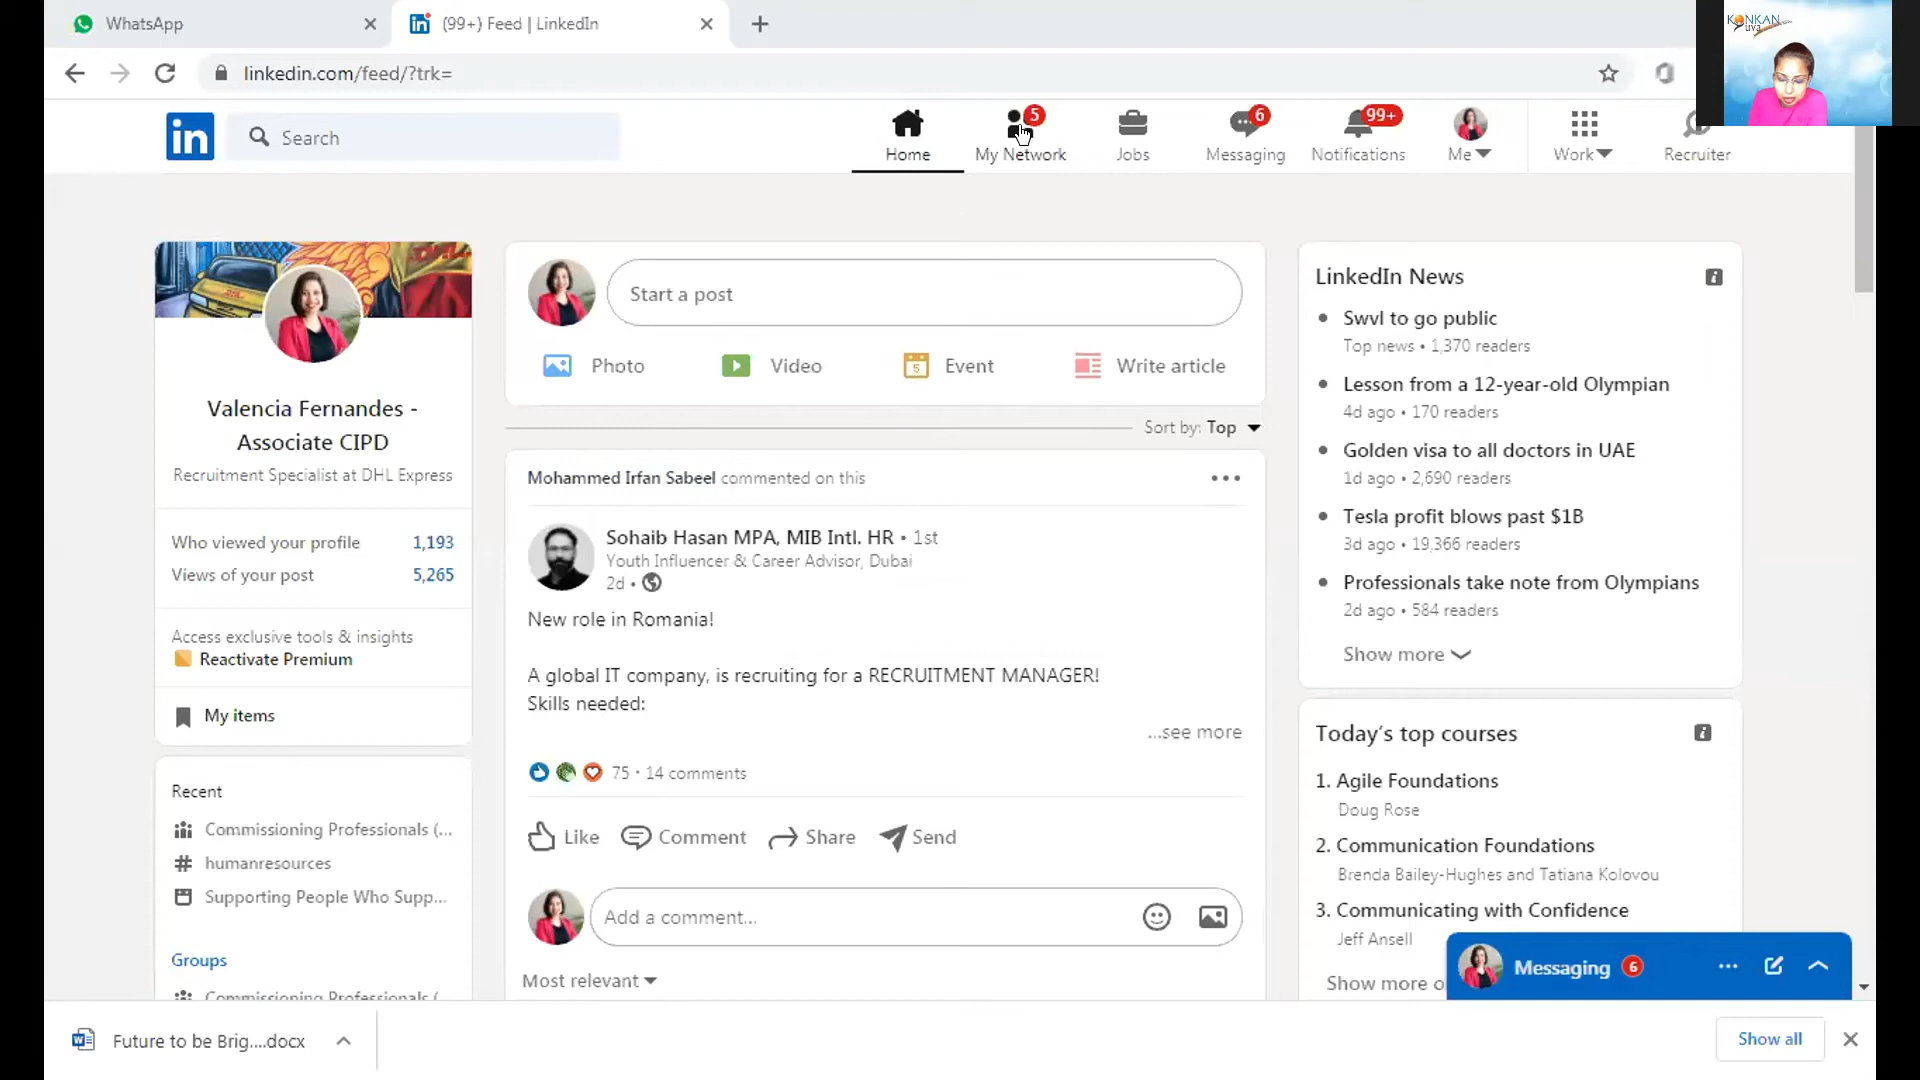 WhatsApp
(99+) Feed | LinkedIn
linkedin.com/feed/?trk=
KONKAN
yuva
in
Search
Home
5
My Network
Jobs
6
Messaging
99+
Notifications
Me
Work
Recruiter
Valencia Fernandes -
Associate CIPD
Recruitment Specialist at DHL Express
Who viewed your profile 1,193
Views of your post 5,265
Access exclusive tools & insights
Reactivate Premium
My items
Recent
Commissioning Professionals (...
# humanresources
Supporting People Who Supp...
Groups
Commissioning Professionals (
Start a post
Photo
Video
5
Event
Write article
Sort by: Top
Mohammed Irfan Sabeel commented on this
Sohaib Hasan MPA, MIB Intl. HR • 1st
Youth Influencer & Career Advisor, Dubai
2d •
New role in Romania!
A global IT company, is recruiting for a RECRUITMENT MANAGER!
Skills needed:
...see more
75 · 14 comments
Like
Comment
Share
Send
Add a comment...
Most relevant
LinkedIn News
• Swvl to go public
Top news • 1,370 readers
• Lesson from a 12-year-old Olympian
4d ago • 170 readers
• Golden visa to all doctors in UAE
1d ago • 2,690 readers
• Tesla profit blows past $1B
3d ago • 19,366 readers
• Professionals take note from Olympians
2d ago • 584 readers
Show more
Today's top courses
1. Agile Foundations
Doug Rose
2. Communication Foundations
Brenda Bailey-Hughes and Tatiana Kolovou
3. Communicating with Confidence
Jeff Ansell
Show more o
Messaging 6
Future to be Brig....docx
Show all